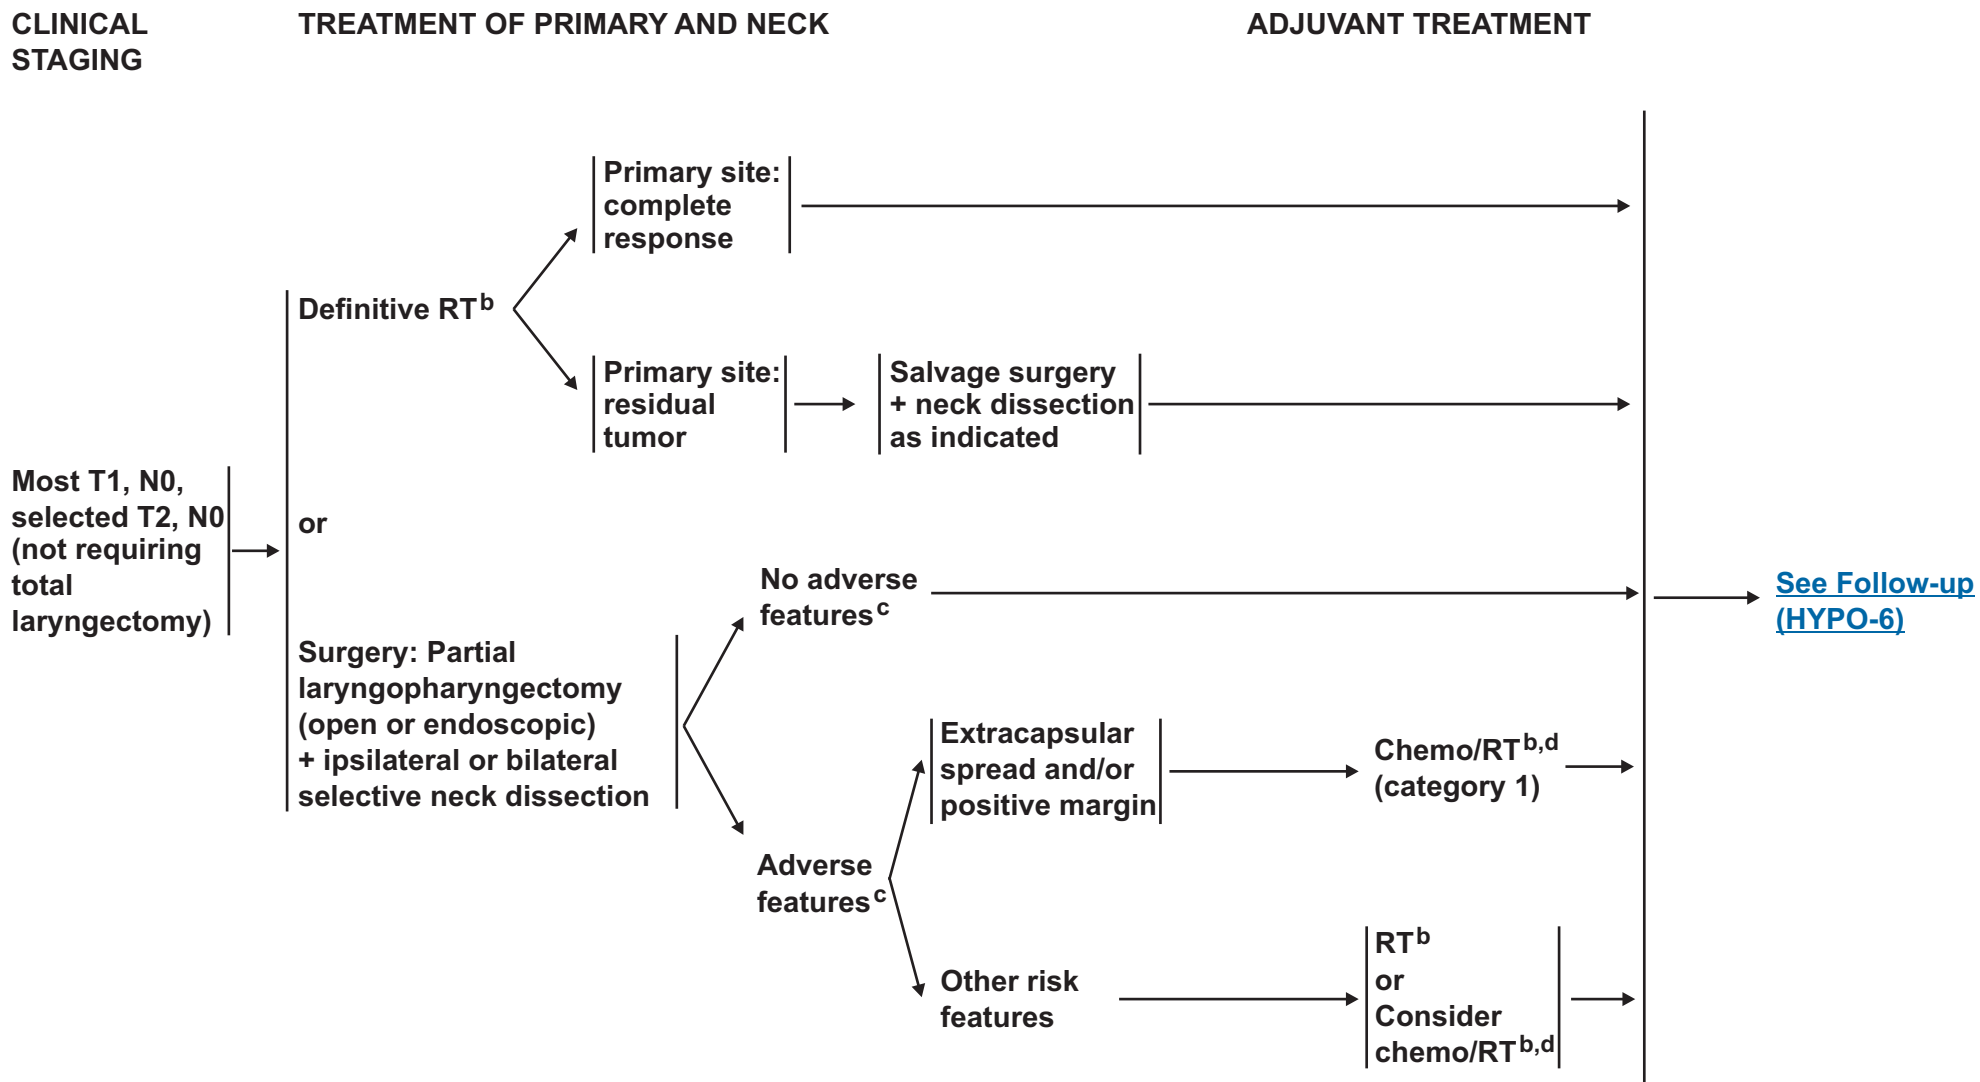 CLINICAL
STAGING
TREATMENT OF PRIMARY AND NECK
ADJUVANT TREATMENT
Most T1, N0,
selected T2, N0
(not requiring
total
laryngectomy)
Definitive RTb
Primary site:
complete
response
Primary site:
residual
tumor
Salvage surgery
+ neck dissection
as indicated
or
Surgery: Partial
laryngopharyngectomy
(open or endoscopic)
+ ipsilateral or bilateral
selective neck dissection
No adverse
featuresc
Adverse
featuresc
Extracapsular
spread and/or
positive margin
Chemo/RTb,d
(category 1)
Other risk
features
RTb
or
Consider
chemo/RTb,d
See Follow-up
(HYPO-6)